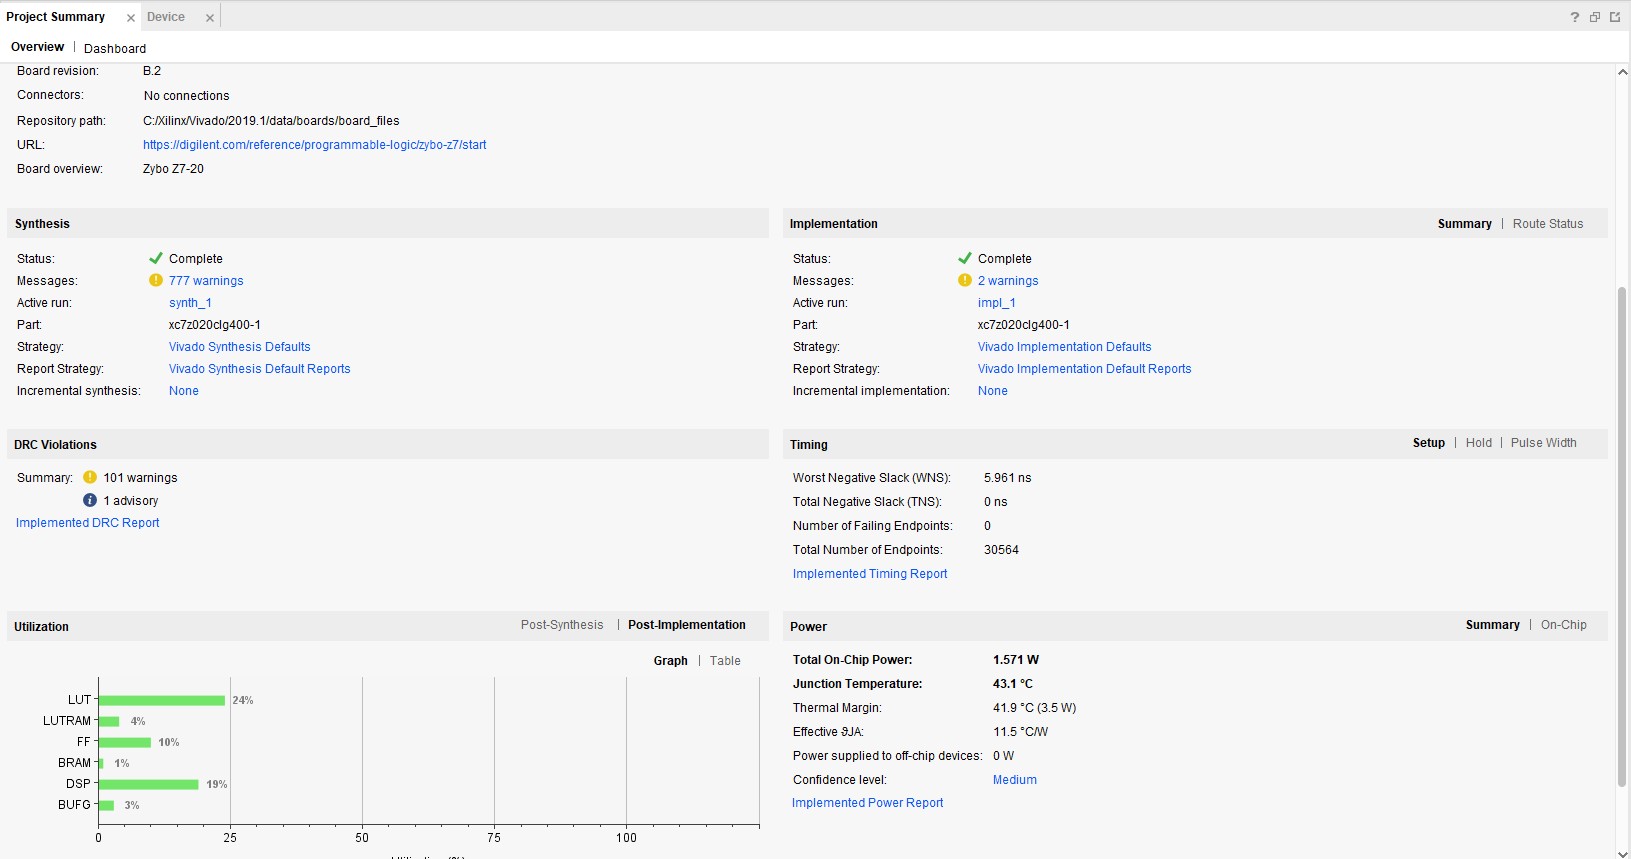 Project Summary × Device ×
? 
Overview | Dashboard
Board revision: B.2
Connectors: No connections
Repository path: C:/Xilinx/Vivado/2019.1/data/boards/board_files
URL: https://digilent.com/reference/programmable-logic/zybo-z7/start
Board overview: Zybo Z7-20
Synthesis
Status: Complete
Messages: 777 warnings
Active run: synth_1
Part: xc7z020clg400-1
Strategy: Vivado Synthesis Defaults
Report Strategy: Vivado Synthesis Default Reports
Incremental synthesis: None
Implementation Summary | Route Status
Status: Complete
Messages: 2 warnings
Active run: impl_1
Part: xc7z020clg400-1
Strategy: Vivado Implementation Defaults
Report Strategy: Vivado Implementation Default Reports
Incremental implementation: None
DRC Violations
Summary: 101 warnings
1 advisory
Implemented DRC Report
Timing Setup | Hold | Pulse Width
Worst Negative Slack (WNS): 5.961 ns
Total Negative Slack (TNS): 0 ns
Number of Failing Endpoints: 0
Total Number of Endpoints: 30564
Implemented Timing Report
Utilization Post-Synthesis | Post-Implementation
Graph | Table
LUT 24%
LUTRAM 4%
FF 10%
BRAM 1%
DSP 19%
BUFG 3%
0 25 50 75 100
Power Summary | On-Chip
Total On-Chip Power: 1.571 W
Junction Temperature: 43.1 °C
Thermal Margin: 41.9 °C (3.5 W)
Effective ϑJA: 11.5 °C/W
Power supplied to off-chip devices: 0 W
Confidence level: Medium
Implemented Power Report